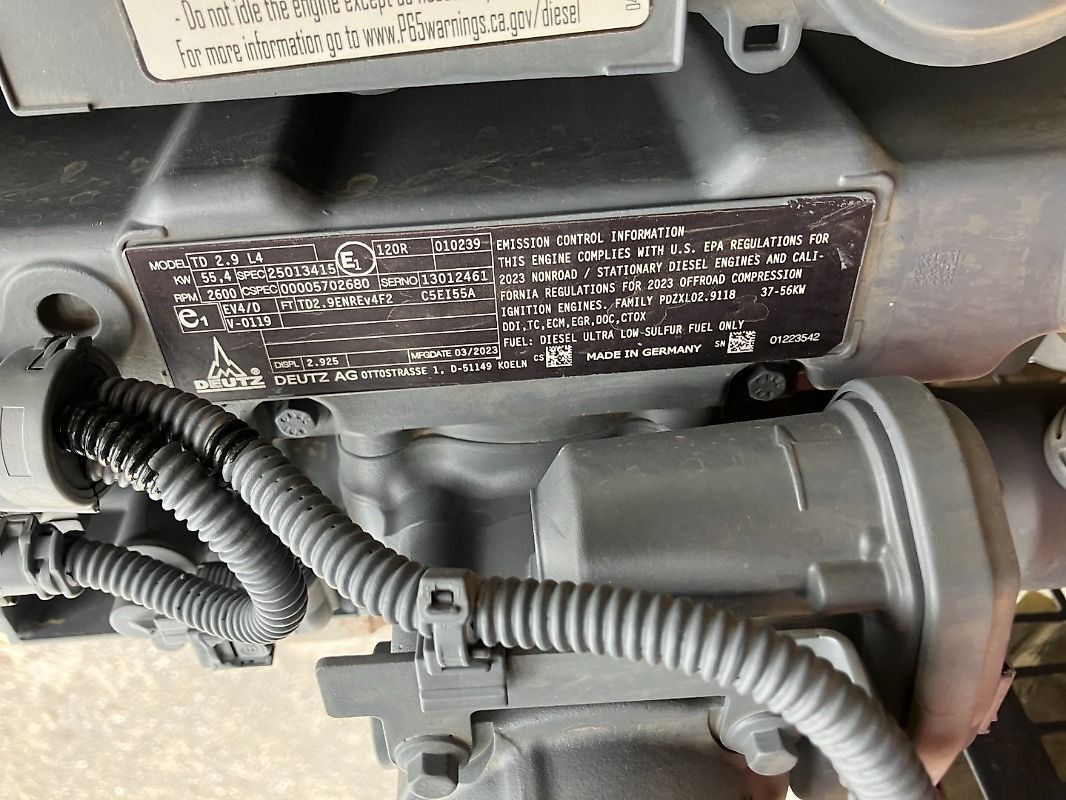 - Do not idle the engine except as
For more information go to www.P65warnings.ca.gov/diesel
MODEL TD 2.9 L4
KW 55,4 SPEC 25013415
RPM 2600 CSPEC 00005702680
E1 120R 010239
SERNO 13012461
e1 EV4/D FT TD2.9ENREV4F2 C5EI55A
V-0119
DISPL 2.925 MFGDATE 03/2023
DEUTZ ® DEUTZ AG OTTOSTRASSE 1, D-51149 KOELN
EMISSION CONTROL INFORMATION
THIS ENGINE COMPLIES WITH U.S. EPA REGULATIONS FOR
2023 NONROAD / STATIONARY DIESEL ENGINES AND CALI-
FORNIA REGULATIONS FOR 2023 OFFROAD COMPRESSION
IGNITION ENGINES. FAMILY PDZXL02.9118 37-56KW
DDI,TC,ECM,EGR,DOC,CTOX
FUEL: DIESEL ULTRA LOW SULFUR FUEL ONLY
CS MADE IN GERMANY SN 01223542